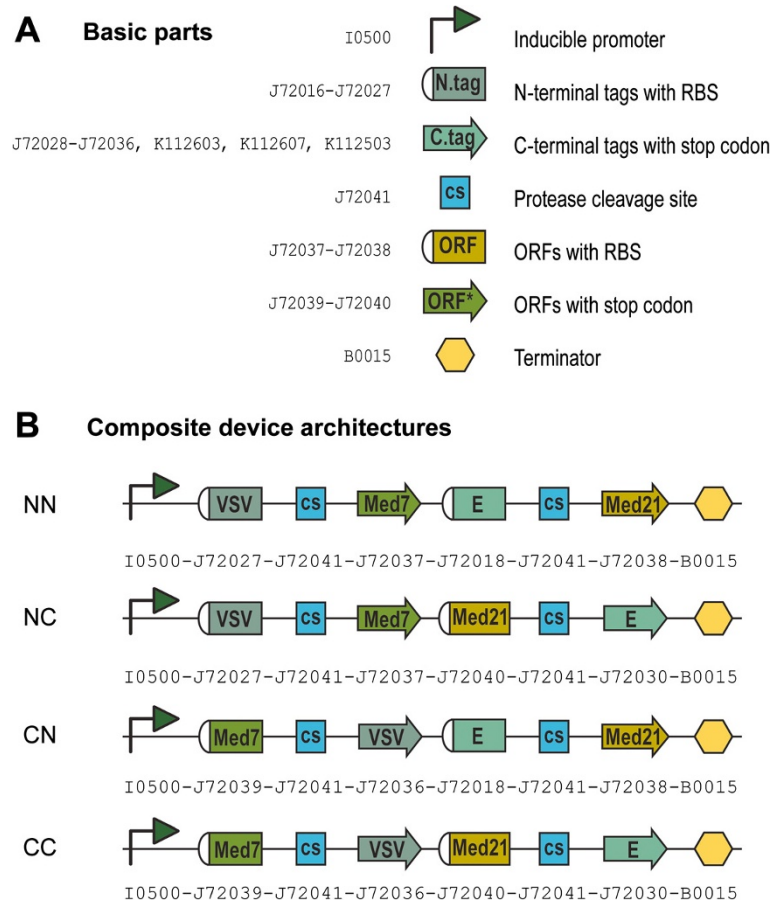 A Basic parts
I0500 Inducible promoter
J72016-J72027 N.tag N-terminal tags with RBS
J72028-J72036, K112603, K112607, K112503 C.tag C-terminal tags with stop codon
J72041 cs Protease cleavage site
J72037-J72038 ORF ORFs with RBS
J72039-J72040 ORF* ORFs with stop codon
B0015 Terminator
B Composite device architectures
NN VSV cs Med7 E cs Med21
I0500-J72027-J72041-J72037-J72018-J72041-J72038-B0015
NC VSV cs Med7 Med21 cs E
I0500-J72027-J72041-J72037-J72040-J72041-J72030-B0015
CN Med7 cs VSV E cs Med21
I0500-J72039-J72041-J72036-J72018-J72041-J72038-B0015
CC Med7 cs VSV Med21 cs E
I0500-J72039-J72041-J72036-J72040-J72041-J72030-B0015